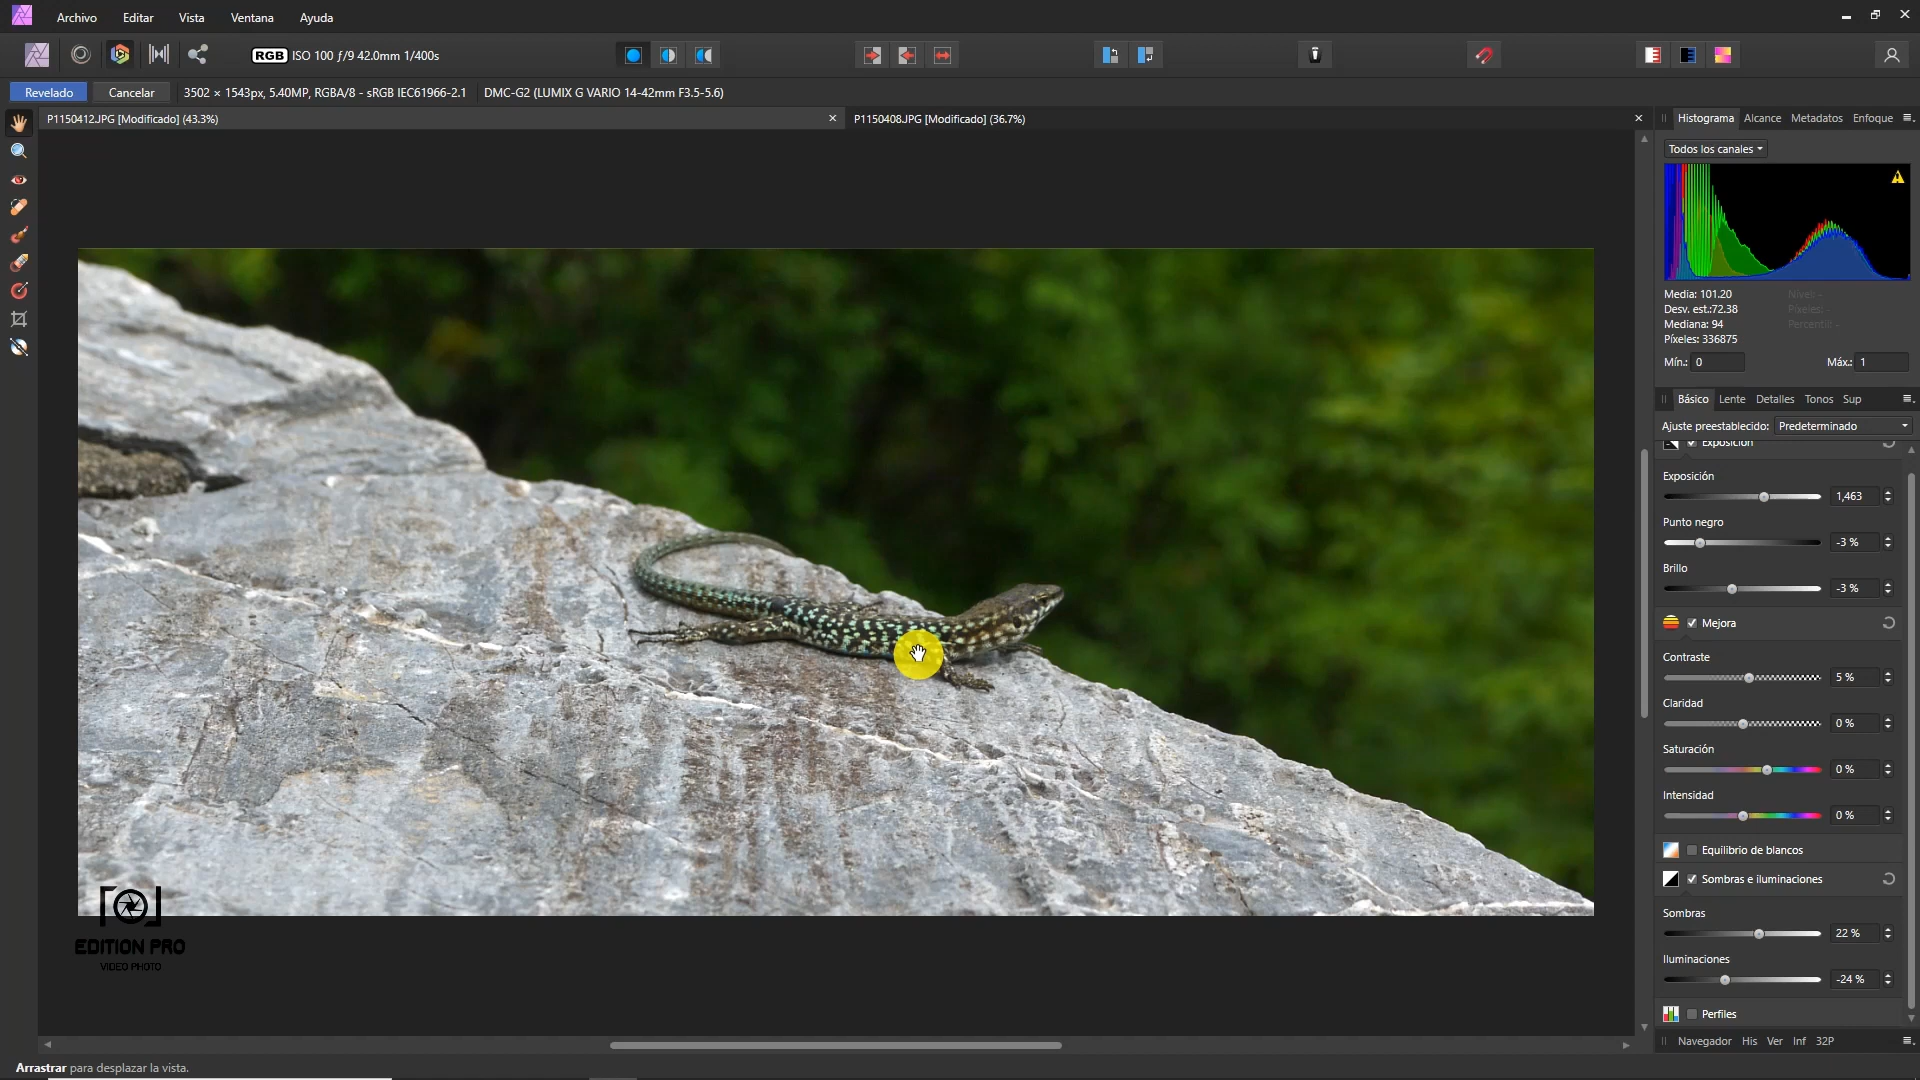 Archivo Editar Vista Ventana Ayuda
RGB ISO 100 ƒ/9 42.0mm 1/400s
Revelado Cancelar 3502 × 1543px, 5.40MP, RGBA/8 - sRGB IEC61966-2.1 DMC-G2 (LUMIX G VARIO 14-42mm F3.5-5.6)
P1150412.JPG [Modificado] (43.3%) P1150408.JPG [Modificado] (36.7%)
Histograma Alcance Metadatos Enfoque
Todos los canales
Media: 101.20 Nivel: -
Desv. est.:72.38 Píxeles: -
Mediana: 94 Percentil: -
Píxeles: 336875
Mín.: 0 Máx.: 1
Básico Lente Detalles Tonos Sup
Ajuste preestablecido: Predeterminado
Exposición
Exposición
1,463
Punto negro
-3 %
Brillo
-3 %
Mejora
Contraste
5 %
Claridad
0 %
Saturación
0 %
Intensidad
0 %
Equilibrio de blancos
Sombras e iluminaciones
Sombras
22 %
Iluminaciones
-24 %
Perfiles
Navegador His Ver Inf 32P
EDITION PRO
VIDEO PHOTO
Arrastrar para desplazar la vista.